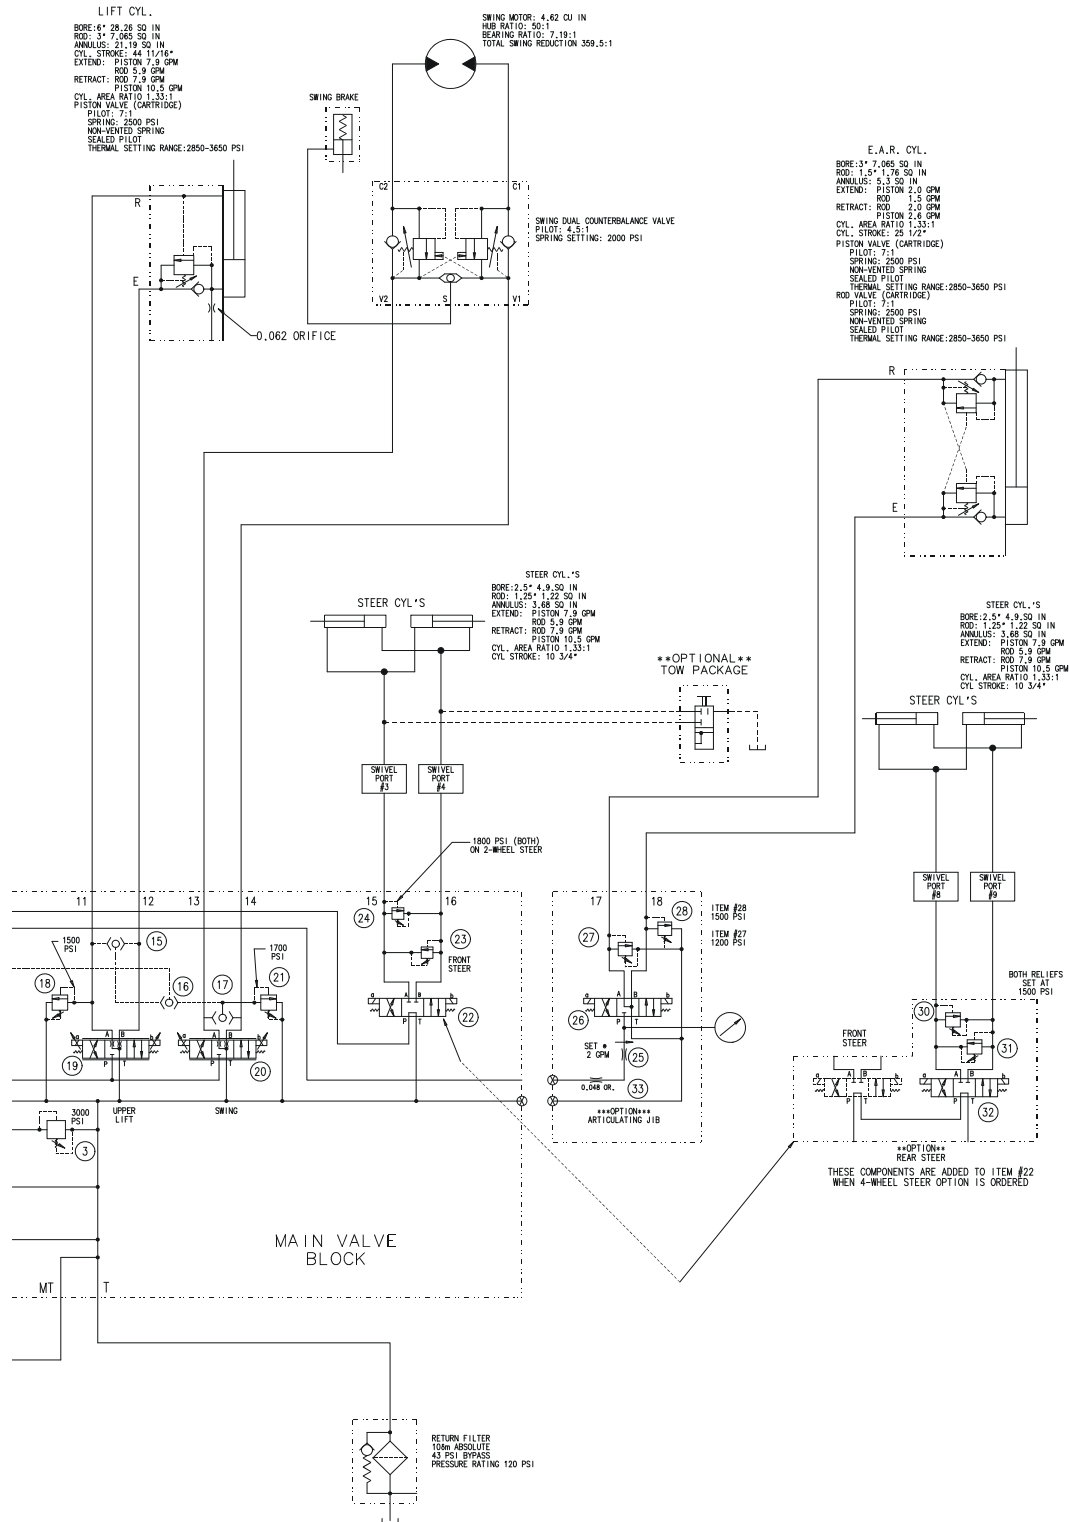 LIFT CYL.
BORE:6" 28.26 SQ IN
ROD: 3" 7.065 SQ IN
ANNULUS: 21.19 SQ IN
CYL. STROKE: 44 11/16"
EXTEND: PISTON 7.9 GPM
ROD 5.9 GPM
RETRACT: ROD 7.9 GPM
PISTON 10.5 GPM
CYL. AREA RATIO 1.33:1
PISTON VALVE (CARTRIDGE)
PILOT: 7:1
SPRING: 2500 PSI
NON-VENTED SPRING
SEALED PILOT
THERMAL SETTING RANGE:2850-3650 PSI
SWING MOTOR: 4.62 CU IN
HUB RATIO: 50:1
BEARING RATIO: 7.19:1
TOTAL SWING REDUCTION 359.5:1
SWING BRAKE
C2
C1
SWING DUAL COUNTERBALANCE VALVE
PILOT: 4.5:1
SPRING SETTING: 2000 PSI
V2
S
V1
R
E
0.062 ORIFICE
E.A.R. CYL.
BORE:3" 7.065 SQ IN
ROD: 1.5" 1.76 SQ IN
ANNULUS: 5.3 SQ IN
EXTEND: PISTON 2.0 GPM
ROD 1.5 GPM
RETRACT: ROD 2.0 GPM
PISTON 2.6 GPM
CYL. AREA RATIO 1.33:1
CYL. STROKE: 25 1/2"
PISTON VALVE (CARTRIDGE)
PILOT: 7:1
SPRING: 2500 PSI
NON-VENTED SPRING
SEALED PILOT
THERMAL SETTING RANGE:2850-3650 PSI
ROD VALVE (CARTRIDGE)
PILOT: 7:1
SPRING: 2500 PSI
NON-VENTED SPRING
SEALED PILOT
THERMAL SETTING RANGE:2850-3650 PSI
R
E
STEER CYL.'S
BORE:2.5" 4.9.SQ IN
ROD: 1.25" 1.22 SQ IN
ANNULUS: 3.68 SQ IN
EXTEND: PISTON 7.9 GPM
ROD 5.9 GPM
RETRACT: ROD 7.9 GPM
PISTON 10.5 GPM
CYL. AREA RATIO 1.33:1
CYL STROKE: 10 3/4"
STEER CYL'S
**OPTIONAL**
TOW PACKAGE
STEER CYL.'S
BORE:2.5" 4.9.SQ IN
ROD: 1.25" 1.22 SQ IN
ANNULUS: 3.68 SQ IN
EXTEND: PISTON 7.9 GPM
ROD 5.9 GPM
RETRACT: ROD 7.9 GPM
PISTON 10.5 GPM
CYL. AREA RATIO 1.33:1
CYL STROKE: 10 3/4"
STEER CYL'S
SWIVEL
PORT
#3
SWIVEL
PORT
#4
1800 PSI (BOTH)
ON 2-WHEEL STEER
SWIVEL
PORT
#8
SWIVEL
PORT
#9
11
12
13
14
15
16
17
18
24
23
FRONT
STEER
28
27
ITEM #28
1500 PSI
ITEM #27
1200 PSI
1500
PSI
15
18
16
17
1700
PSI
21
a
A
B
b
P
T
19
a
A
B
b
P
T
20
a
A
B
b
P
T
22
a
A
B
b
P
T
26
SET @
2 GPM
25
0.048 OR.
33
***OPTION***
ARTICULATING JIB
BOTH RELIEFS
SET AT
1500 PSI
30
31
FRONT
STEER
a
A
B
b
P
T
a
A
B
b
P
T
32
**OPTION**
REAR STEER
THESE COMPONENTS ARE ADDED TO ITEM #22
WHEN 4-WHEEL STEER OPTION IS ORDERED
3000
PSI
3
UPPER
LIFT
SWING
MAIN VALVE
BLOCK
MT
T
RETURN FILTER
108m ABSOLUTE
43 PSI BYPASS
PRESSURE RATING 120 PSI